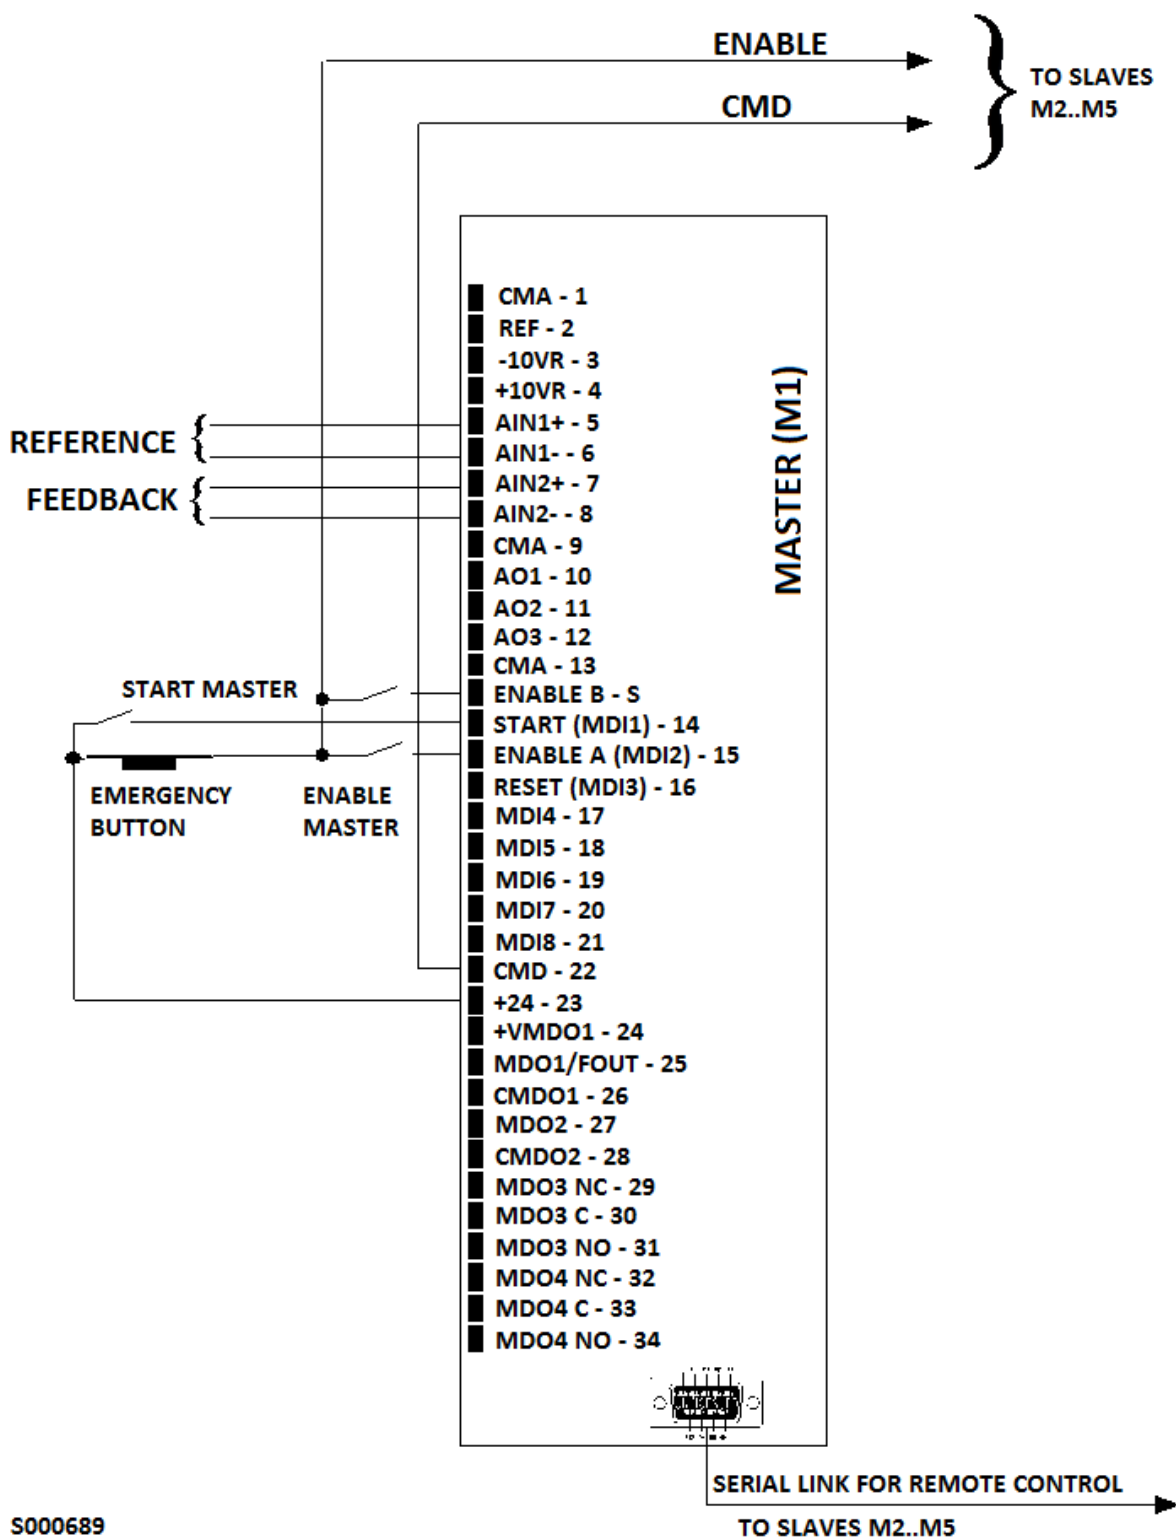 ENABLE
TO SLAVES
M2..M5
CMD
CMA - 1
REF - 2
-10VR - 3
+10VR - 4
REFERENCE
AIN1+ - 5
AIN1- - 6
FEEDBACK
AIN2+ - 7
AIN2- - 8
CMA - 9
AO1 - 10
AO2 - 11
AO3 - 12
CMA - 13
MASTER (M1)
START MASTER
ENABLE B - S
START (MDI1) - 14
ENABLE A (MDI2) - 15
EMERGENCY
BUTTON
ENABLE
MASTER
RESET (MDI3) - 16
MDI4 - 17
MDI5 - 18
MDI6 - 19
MDI7 - 20
MDI8 - 21
CMD - 22
+24 - 23
+VMDO1 - 24
MDO1/FOUT - 25
CMDO1 - 26
MDO2 - 27
CMDO2 - 28
MDO3 NC - 29
MDO3 C - 30
MDO3 NO - 31
MDO4 NC - 32
MDO4 C - 33
MDO4 NO - 34
SERIAL LINK FOR REMOTE CONTROL
TO SLAVES M2..M5
S000689